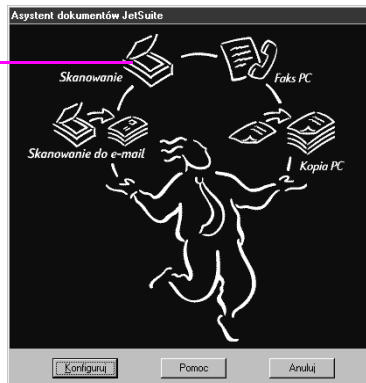 Asystent dokumentów JetSuite
Skanowanie
Faks PC
Skanowanie do e-mail
Kopia PC
Konfiguruj
Pomoc
Anuluj